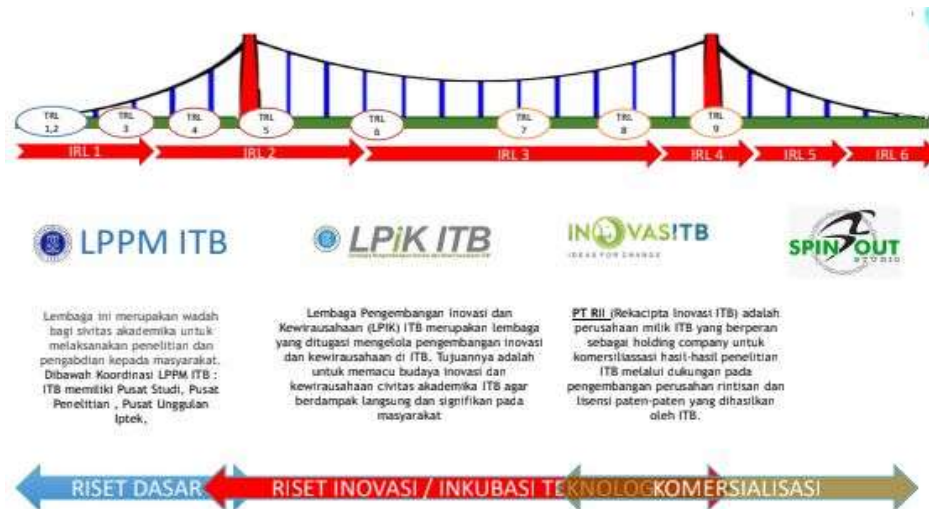 TRL
1,2
TRL
3
TRL
4
TRL
5
TRL
6
TRL
7
TRL
8
TRL
9
IRL 1
IRL 2
IRL 3
IRL 4
IRL 5
IRL 6
LPPM ITB
LPiK ITB
INOVASITB
IDEAS FOR CHANGE
SPINOUT
STUDIO
Lembaga ini merupakan wadah
bagi sivitas akademika untuk
melaksanakan penelitian dan
pengabdian kepada masyarakat.
Dibawah Koordinasi LPPM ITB :
ITB memiliki Pusat Studi, Pusat
Penelitian , Pusat Unggulan
Iptek,
Lembaga Pengembangan Inovasi dan
Kewirausahaan (LPIK) ITB merupakan lembaga
yang ditugasi mengelola pengembangan inovasi
dan kewirausahaan di ITB. Tujuannya adalah
untuk memacu budaya inovasi dan
kewirausahaan civitas akademika ITB agar
berdampak langsung dan signifikan pada
masyarakat
PT RII (Rekacipta Inovasi ITB) adalah
perusahaan milik ITB yang berperan
sebagai holding company untuk
komersiliassasi hasil-hasil penelitian
ITB melalui dukungan pada
pengembangan perusahan rintisan dan
lisensi paten-paten yang dihasilkan
oleh ITB.
RISET DASAR
RISET INOVASI / INKUBASI TEKNOLOG
KOMERSIALISASI